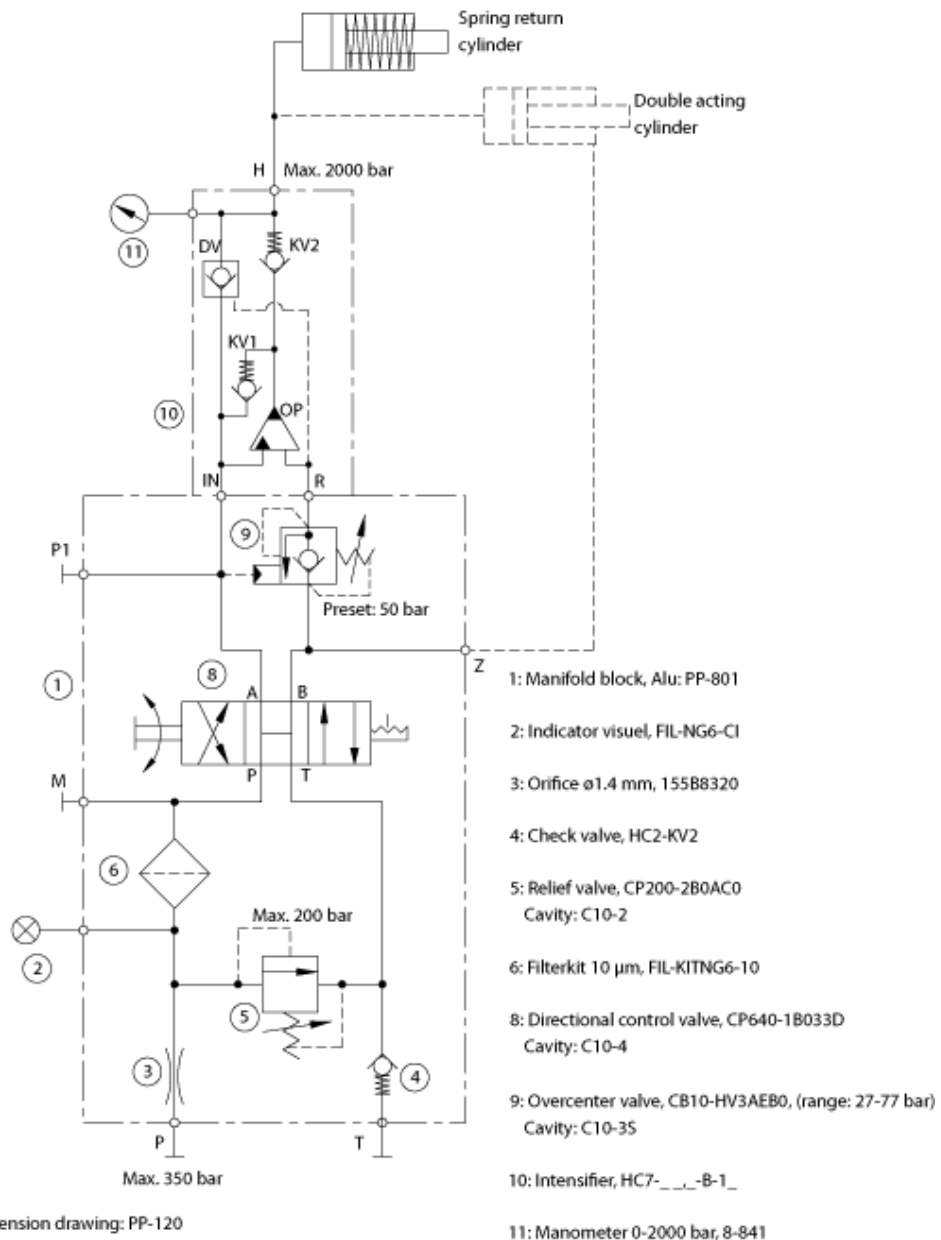 Spring return
cylinder
Double acting
cylinder
H
Max. 2000 bar
11
DV
KV2
KV1
10
OP
IN
R
9
P1
Preset: 50 bar
Z
8
1
A
B
P
T
M
6
Max. 200 bar
2
5
3
4
P
T
Max. 350 bar
1: Manifold block, Alu: PP-801
2: Indicator visuel, FIL-NG6-CI
3: Orifice ø1.4 mm, 155B8320
4: Check valve, HC2-KV2
5: Relief valve, CP200-2B0AC0
Cavity: C10-2
6: Filterkit 10 µm, FIL-KITNG6-10
8: Directional control valve, CP640-1B033D
Cavity: C10-4
9: Overcenter valve, CB10-HV3AEB0, (range: 27-77 bar)
Cavity: C10-3S
10: Intensifier, HC7-_ _._-B-1_
11: Manometer 0-2000 bar, 8-841
ension drawing: PP-120